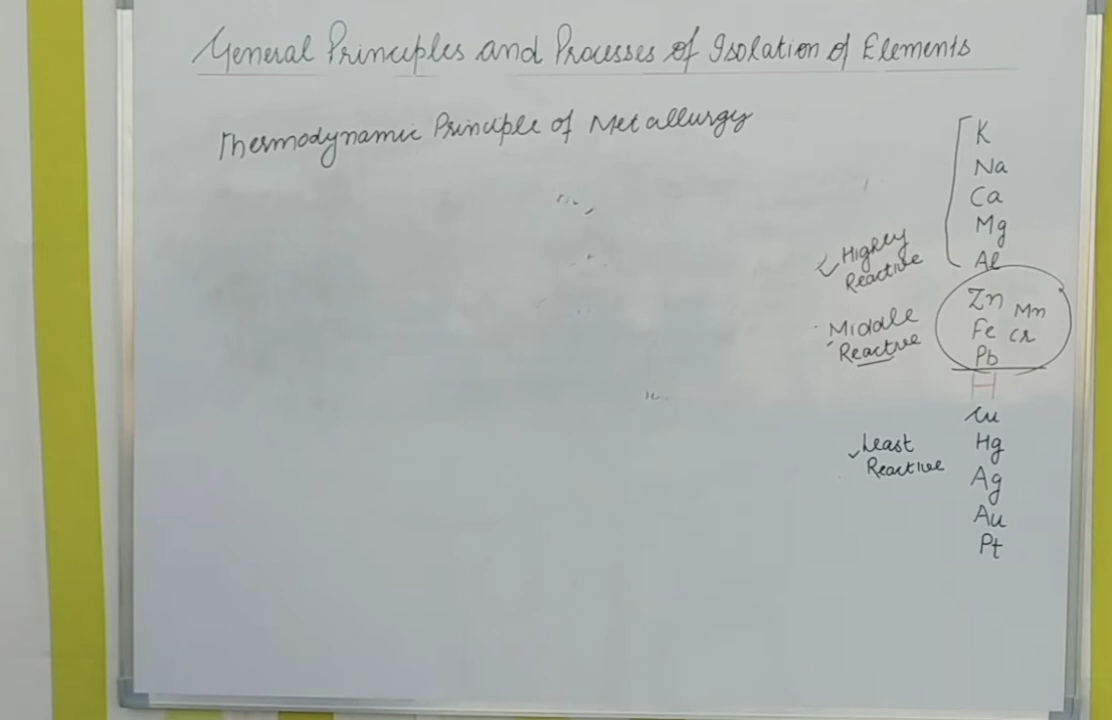 General Principles and Processes of Isolation of Elements
Thermodynamic Principle of Metallurgy
K
Na
Ca
Mg
Al
Highly
Reactive
Zn Mn
Fe Cr
Pb
Middle
Reactive
H
Cu
Hg
Ag
Au
Pt
Least
Reactive